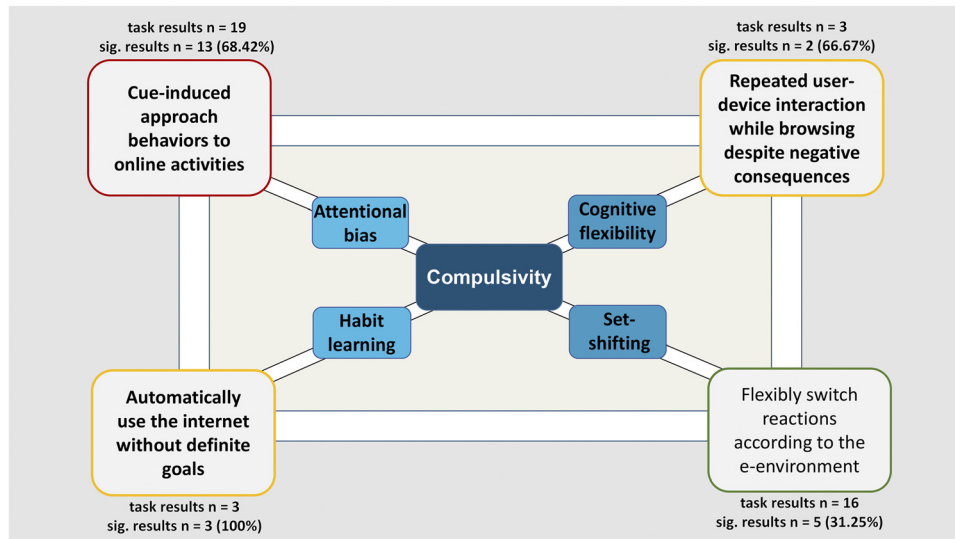 task results n = 19
sig. results n = 13 (68.42%)
Cue-induced
approach
behaviors to
online activities
task results n = 3
sig. results n = 2 (66.67%)
Repeated user-
device interaction
while browsing
despite negative
consequences
Attentional
bias
Cognitive
flexibility
Compulsivity
Habit
learning
Set-
shifting
Automatically
use the internet
without definite
goals
task results n = 3
sig. results n = 3 (100%)
Flexibly switch
reactions
according to the
e-environment
task results n = 16
sig. results n = 5 (31.25%)